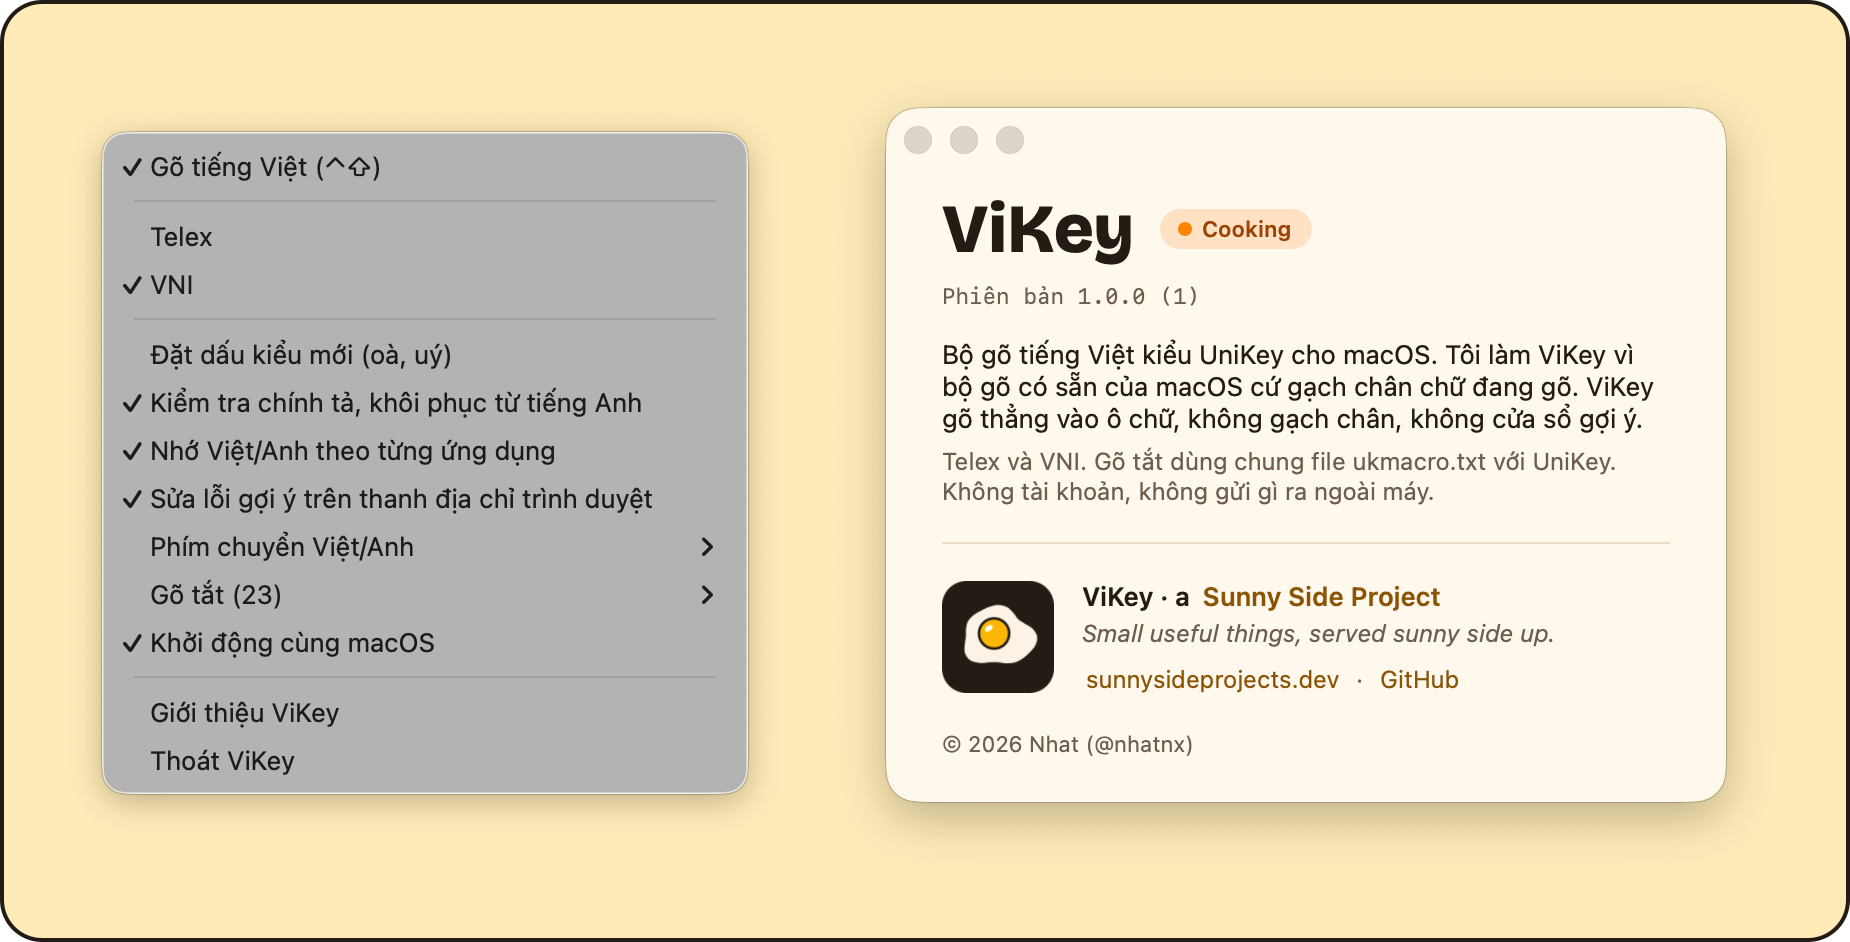 Gõ tiếng Việt (^⇧)
Telex
VNI
Đặt dấu kiểu mới (oà, uý)
Kiểm tra chính tả, khôi phục từ tiếng Anh
Nhớ Việt/Anh theo từng ứng dụng
Sửa lỗi gợi ý trên thanh địa chỉ trình duyệt
Phím chuyển Việt/Anh
Gõ tắt (23)
Khởi động cùng macOS
Giới thiệu ViKey
Thoát ViKey
ViKey
Cooking
Phiên bản 1.0.0 (1)
Bộ gõ tiếng Việt kiểu UniKey cho macOS. Tôi làm ViKey vì
bộ gõ có sẵn của macOS cứ gạch chân chữ đang gõ. ViKey
gõ thẳng vào ô chữ, không gạch chân, không cửa sổ gợi ý.
Telex và VNI. Gõ tắt dùng chung file ukmacro.txt với UniKey.
Không tài khoản, không gửi gì ra ngoài máy.
ViKey · a Sunny Side Project
Small useful things, served sunny side up.
sunnysideprojects.dev · GitHub
© 2026 Nhat (@nhatnx)